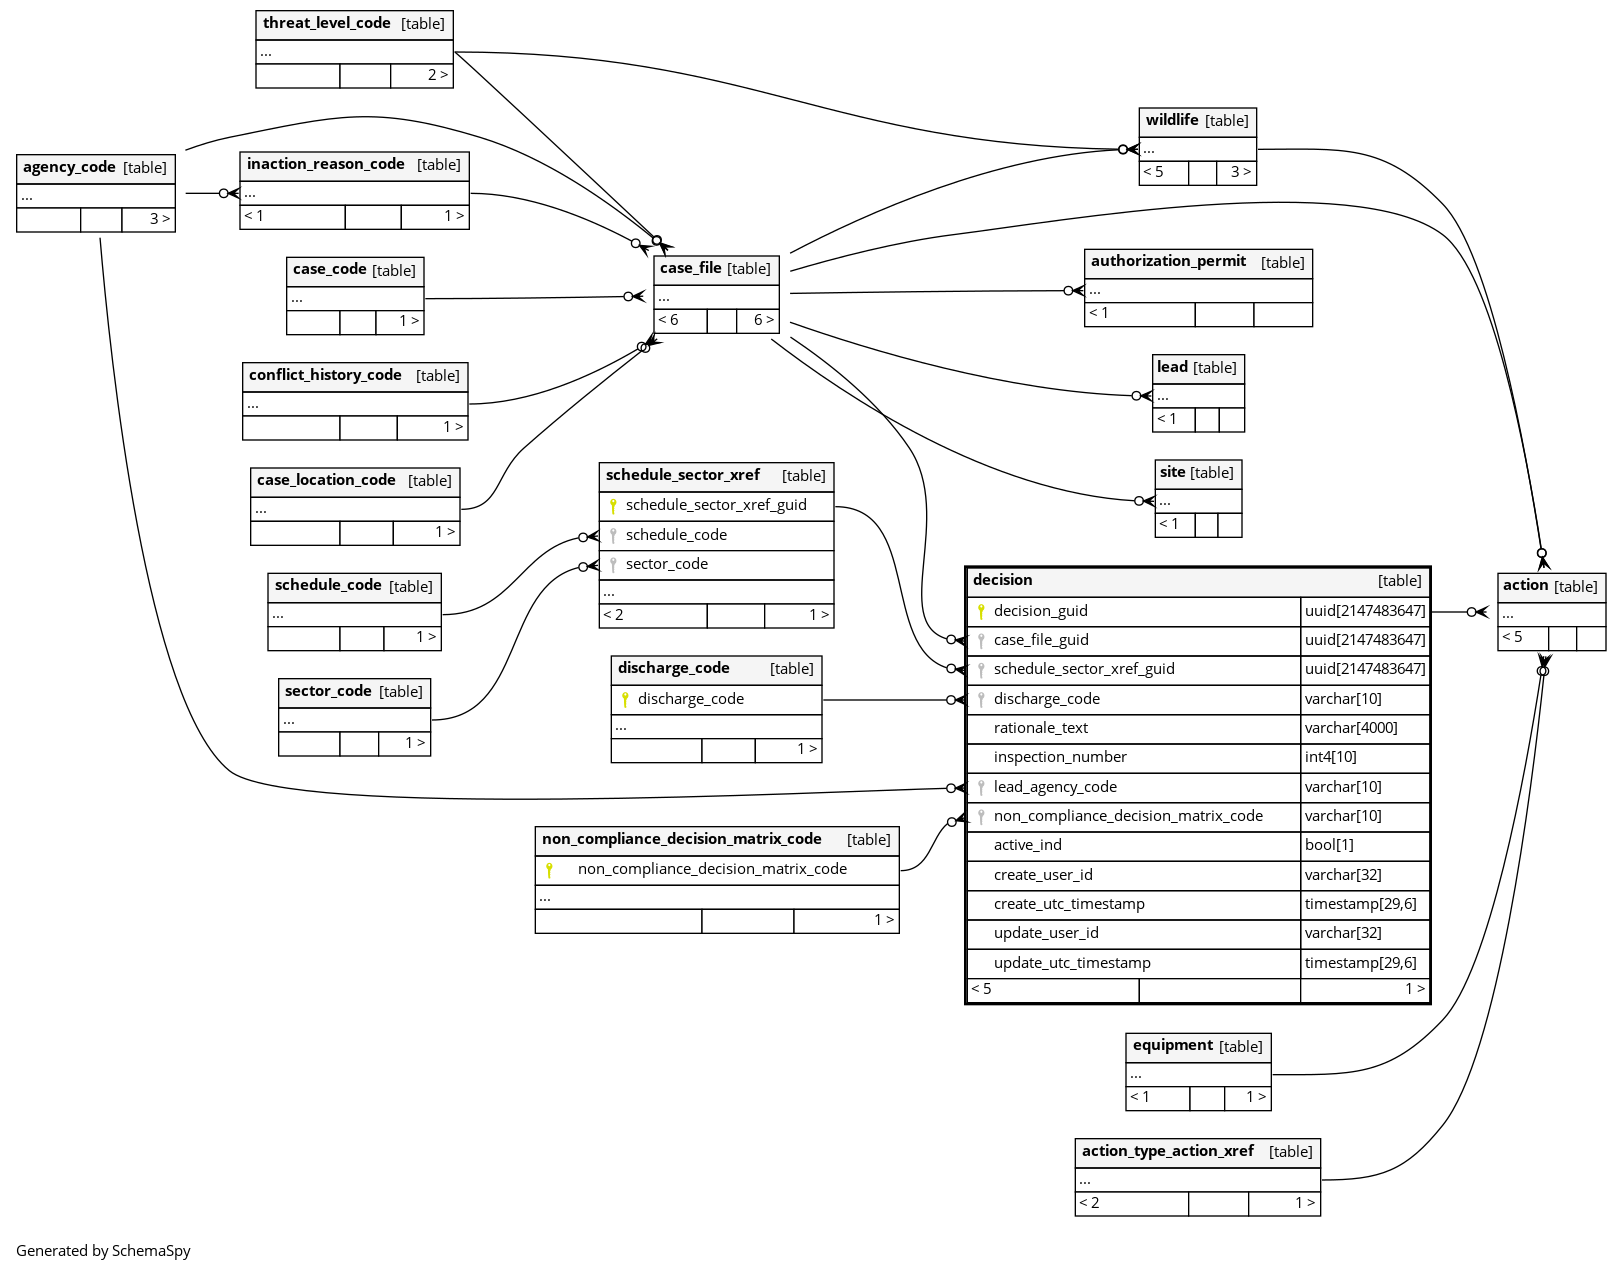 threat_level_code [table]
...
2 >
agency_code [table]
...
3 >
inaction_reason_code [table]
...
< 1 1 >
case_code [table]
...
1 >
conflict_history_code [table]
...
1 >
case_location_code [table]
...
1 >
schedule_code [table]
...
1 >
sector_code [table]
...
1 >
case_file [table]
...
< 6 6 >
schedule_sector_xref [table]
schedule_sector_xref_guid
schedule_code
sector_code
...
< 2 1 >
discharge_code [table]
discharge_code
...
1 >
non_compliance_decision_matrix_code [table]
non_compliance_decision_matrix_code
...
1 >
wildlife [table]
...
< 5 3 >
authorization_permit [table]
...
< 1
lead [table]
...
< 1
site [table]
...
< 1
decision [table]
decision_guid uuid[2147483647]
case_file_guid uuid[2147483647]
schedule_sector_xref_guid uuid[2147483647]
discharge_code varchar[10]
rationale_text varchar[4000]
inspection_number int4[10]
lead_agency_code varchar[10]
non_compliance_decision_matrix_code varchar[10]
active_ind bool[1]
create_user_id varchar[32]
create_utc_timestamp timestamp[29,6]
update_user_id varchar[32]
update_utc_timestamp timestamp[29,6]
< 5 1 >
action [table]
...
< 5
equipment [table]
...
< 1 1 >
action_type_action_xref [table]
...
< 2 1 >
Generated by SchemaSpy